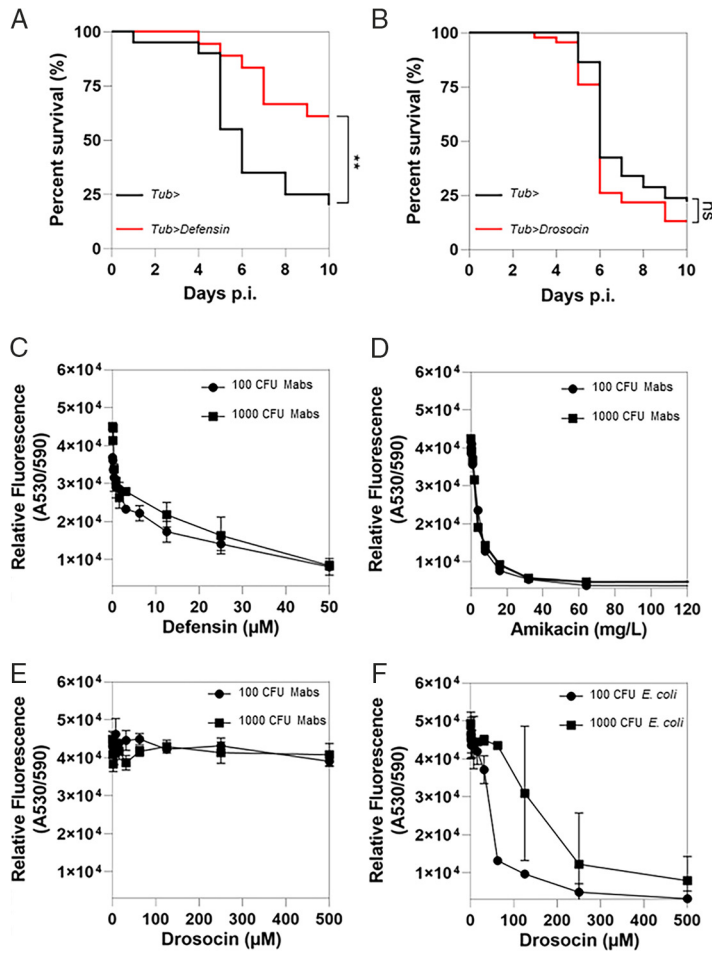 A
Percent survival (%)
100
75
50
25
0
Tub>
Tub>Defensin
**
0 2 4 6 8 10
Days p.i.
B
Percent survival (%)
100
75
50
25
0
Tub>
Tub>Drosocin
ns
0 2 4 6 8 10
Days p.i.
C
Relative Fluorescence
(A530/590)
6×10⁴
5×10⁴
4×10⁴
3×10⁴
2×10⁴
1×10⁴
100 CFU Mabs
1000 CFU Mabs
0 10 20 30 40 50
Defensin (µM)
D
Relative Fluorescence
(A530/590)
6×10⁴
5×10⁴
4×10⁴
3×10⁴
2×10⁴
1×10⁴
100 CFU Mabs
1000 CFU Mabs
0 20 40 60 80 100 120
Amikacin (mg/L)
E
Relative Fluorescence
(A530/590)
6×10⁴
5×10⁴
4×10⁴
3×10⁴
2×10⁴
1×10⁴
100 CFU Mabs
1000 CFU Mabs
0 100 200 300 400 500
Drosocin (µM)
F
Relative Fluorescence
(A530/590)
6×10⁴
5×10⁴
4×10⁴
3×10⁴
2×10⁴
1×10⁴
100 CFU E. coli
1000 CFU E. coli
0 100 200 300 400 500
Drosocin (µM)